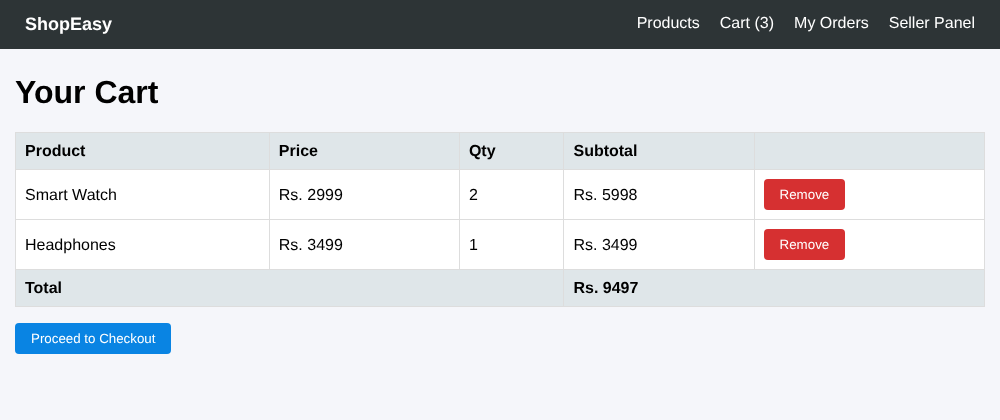 ShopEasy Products Cart (3) My Orders Seller Panel
Your Cart
Product Price Qty Subtotal
Smart Watch Rs. 2999 2 Rs. 5998 Remove
Headphones Rs. 3499 1 Rs. 3499 Remove
Total Rs. 9497
Proceed to Checkout